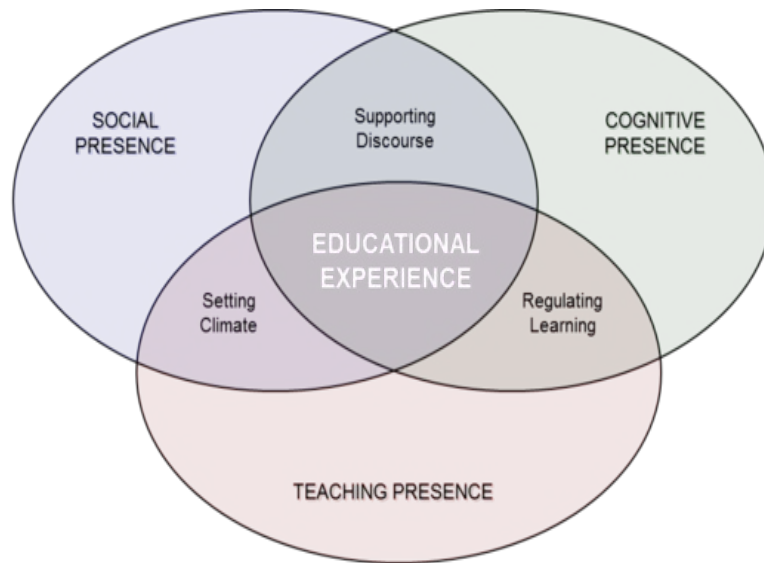 SOCIAL
PRESENCE
Supporting
Discourse
COGNITIVE
PRESENCE
EDUCATIONAL
EXPERIENCE
Setting
Climate
Regulating
Learning
TEACHING PRESENCE